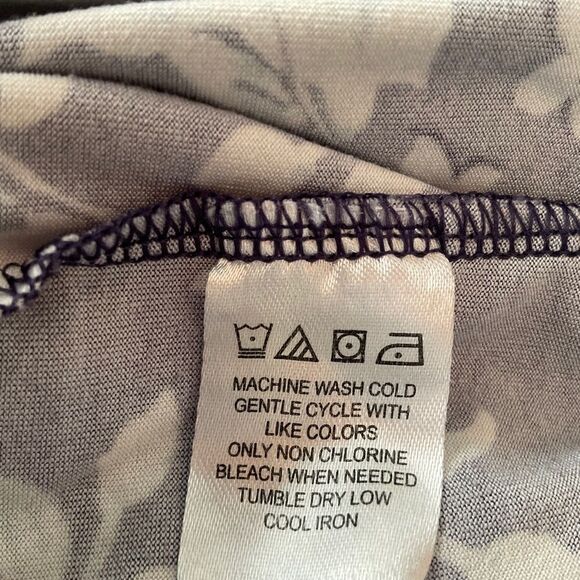 MACHINE WASH COLD
GENTLE CYCLE WITH
LIKE COLORS
ONLY NON CHLORINE
BLEACH WHEN NEEDED
TUMBLE DRY LOW
COOL IRON